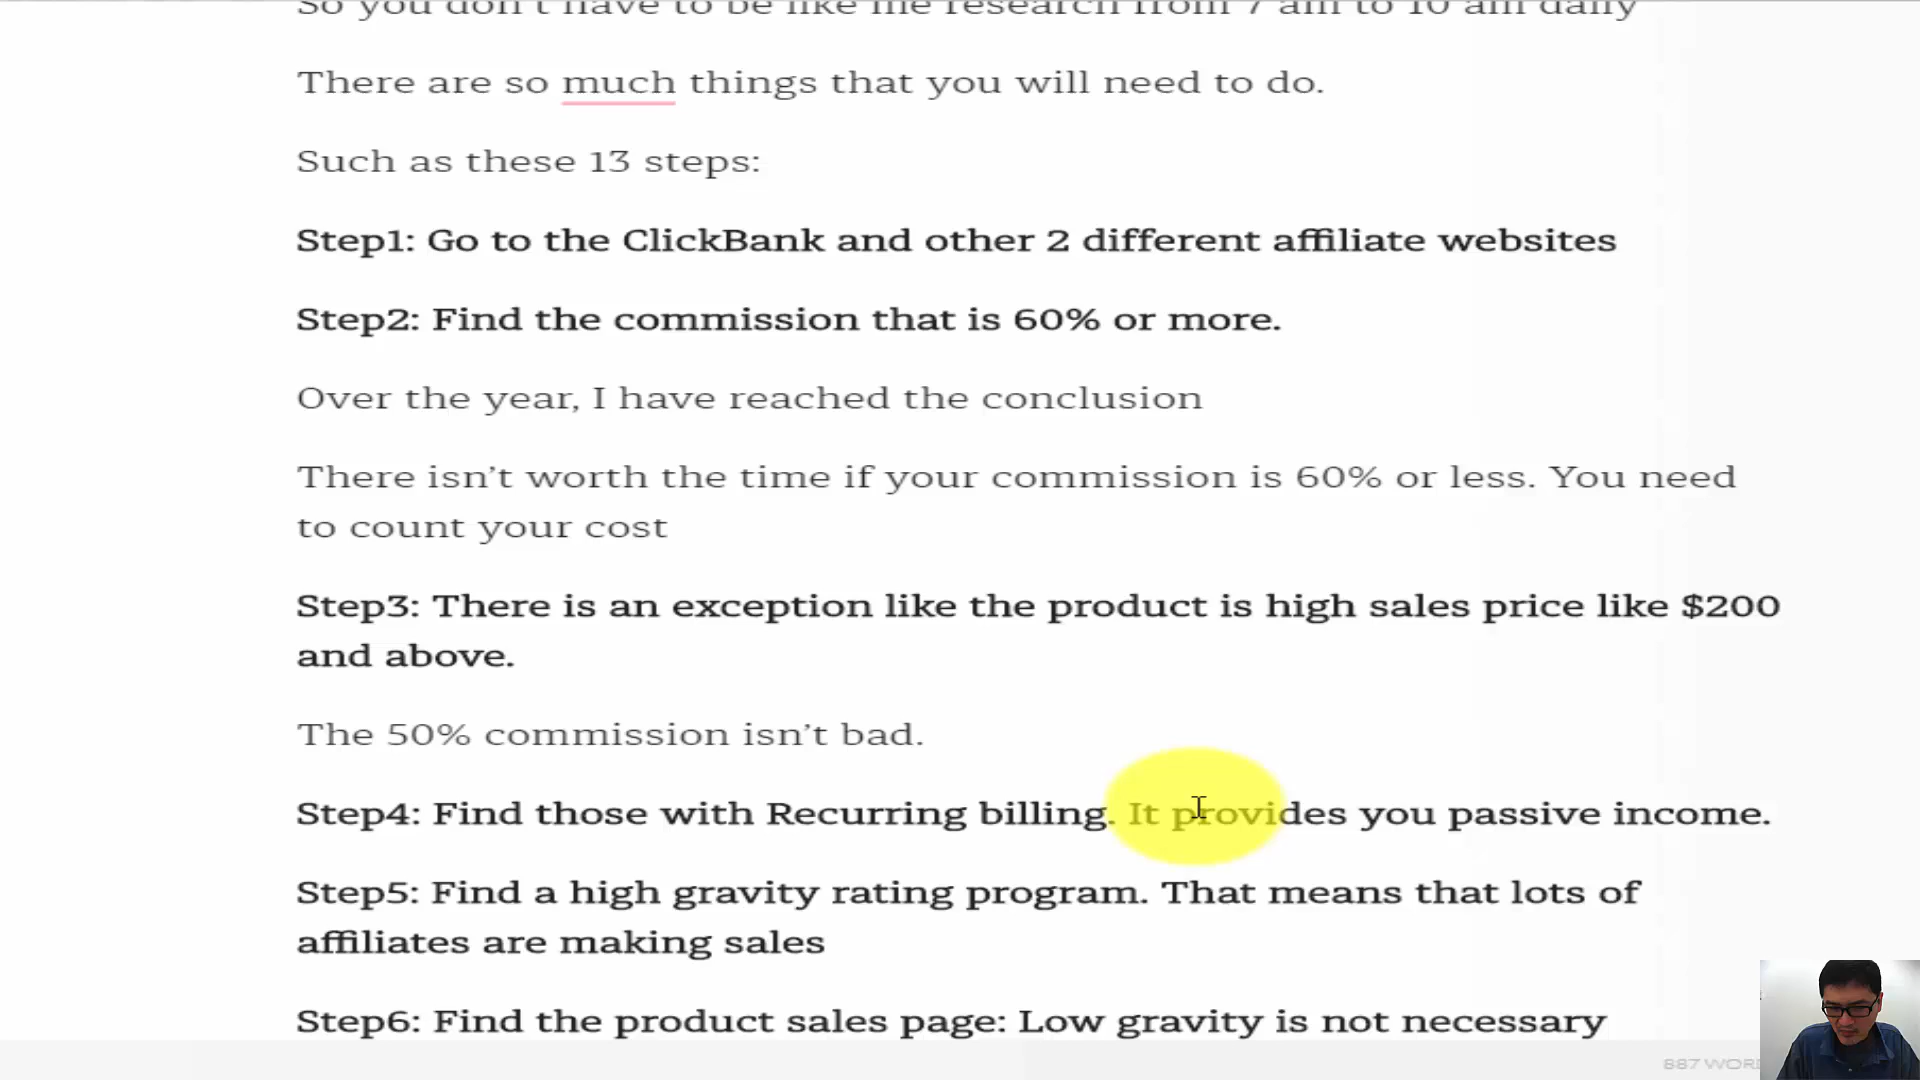 So you don't have to be like me research from 7 am to 10 am daily
There are so much things that you will need to do.
Such as these 13 steps:
Step1: Go to the ClickBank and other 2 different affiliate websites
Step2: Find the commission that is 60% or more.
Over the year, I have reached the conclusion
There isn't worth the time if your commission is 60% or less. You need
to count your cost
Step3: There is an exception like the product is high sales price like $200
and above.
The 50% commission isn't bad.
Step4: Find those with Recurring billing. It provides you passive income.
Step5: Find a high gravity rating program. That means that lots of
affiliates are making sales
Step6: Find the product sales page: Low gravity is not necessary
887